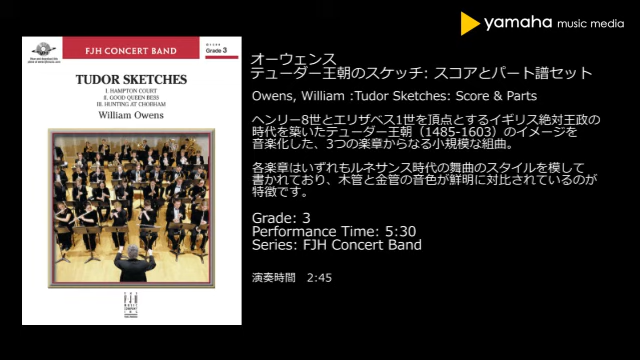 yamaha music media
FJH CONCERT BAND
Grade 3
TUDOR SKETCHES
I. HAMPTON COURT
II. GOOD QUEEN BESS
III. HUNTING AT CHOBHAM
William Owens
オーウェンス
テューダー王朝のスケッチ: スコアとパート譜セット
Owens, William :Tudor Sketches: Score & Parts
ヘンリー8世とエリザベス1世を頂点とするイギリス絶対王政の
時代を築いたテューダー王朝（1485-1603）のイメージを
音楽化した、3つの楽章からなる小規模な組曲。
各楽章はいずれもルネサンス時代の舞曲のスタイルを模して
書かれており、木管と金管の音色が鮮明に対比されているのが
特徴です。
Grade: 3
Performance Time: 5:30
Series: FJH Concert Band
演奏時間　2:45